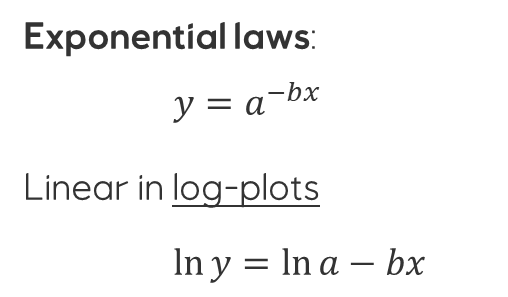 Exponential laws:
y = a^{-bx}
Linear in log-plots
ln y = ln a − bx